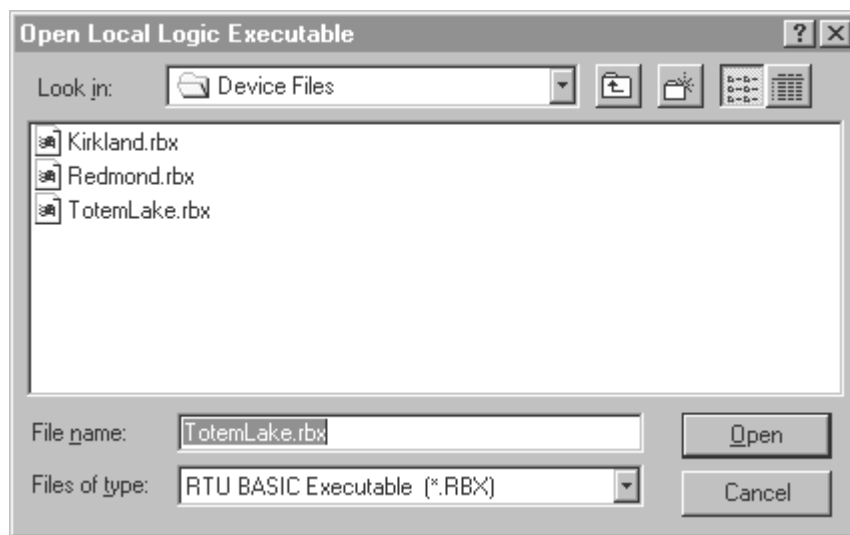 Open Local Logic Executable
Look in: Device Files
Kirkland.rbx
Redmond.rbx
TotemLake.rbx
File name: TotemLake.rbx Open
Files of type: RTU BASIC Executable (*.RBX) Cancel